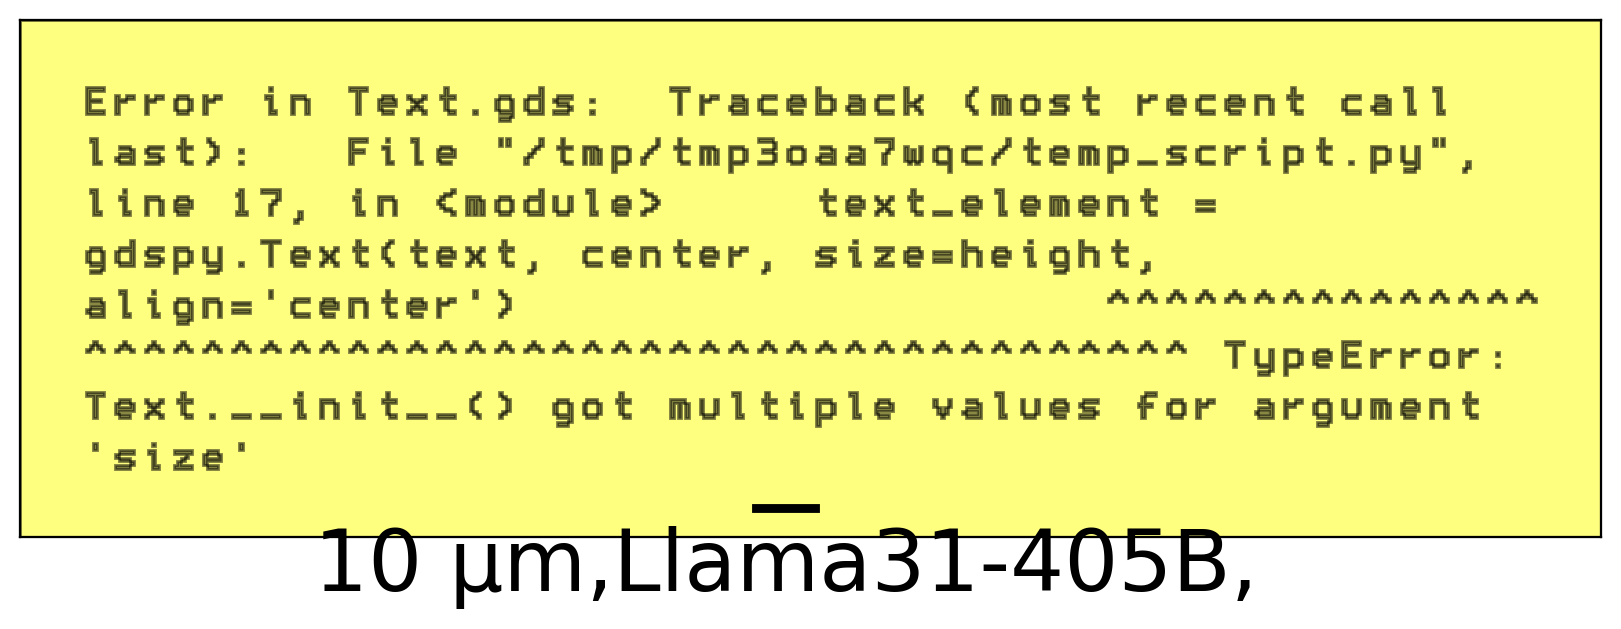 Error in Text.gds:  Traceback (most recent call
last):   File "/tmp/tmp3oaa7wqc/temp_script.py",
line 17, in <module>     text_element =
gdspy.Text(text, center, size=height,
align='center')                    ^^^^^^^^^^^^^^^
^^^^^^^^^^^^^^^^^^^^^^^^^^^^^^^^^^^^^^ TypeError:
Text.__init__() got multiple values for argument
'size'
10 µm,Llama31-405B,